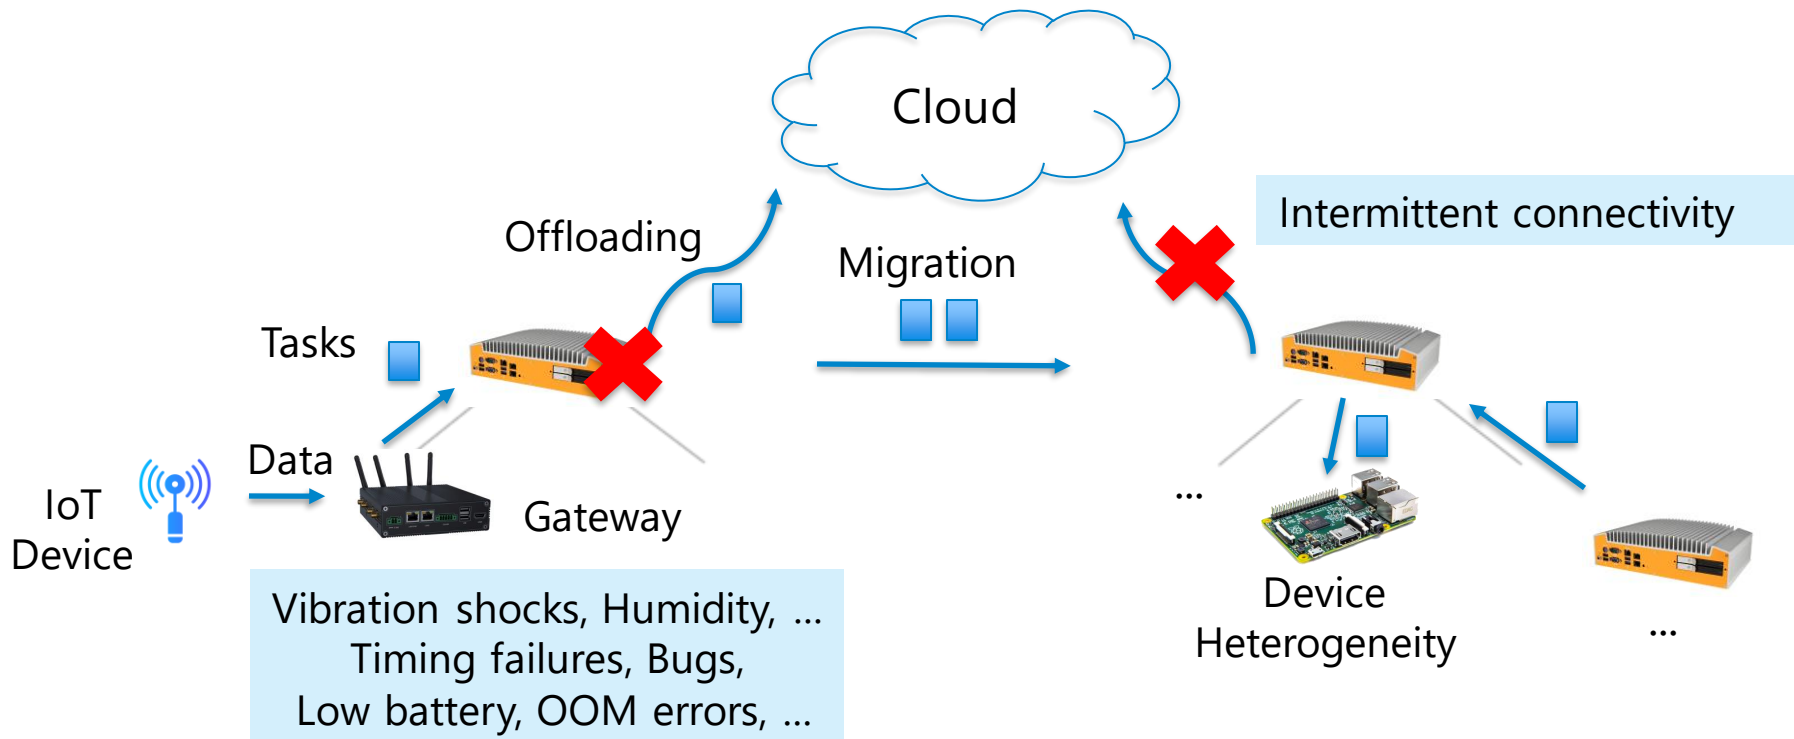 Cloud
Intermittent connectivity
Offloading
Migration
Tasks
Data
IoT
Device
Gateway
...
Vibration shocks, Humidity, ...
Timing failures, Bugs,
Low battery, OOM errors, ...
Device
Heterogeneity
...